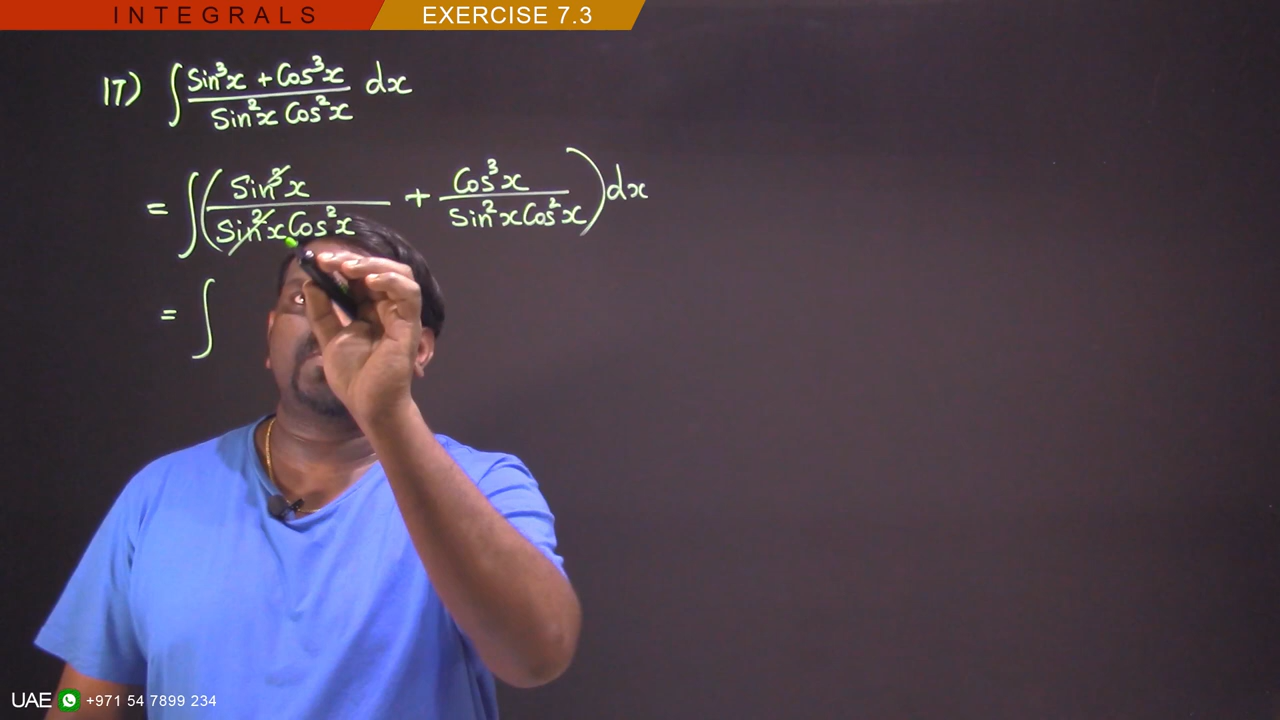 INTEGRALS EXERCISE 7.3
17) ∫ (Sin³x + Cos³x)/(Sin²x Cos²x) dx
= ∫ ( Sin³x/(Sin²x Cos²x) + Cos³x/(Sin²x Cos²x) ) dx
= ∫
UAE +971 54 7899 234